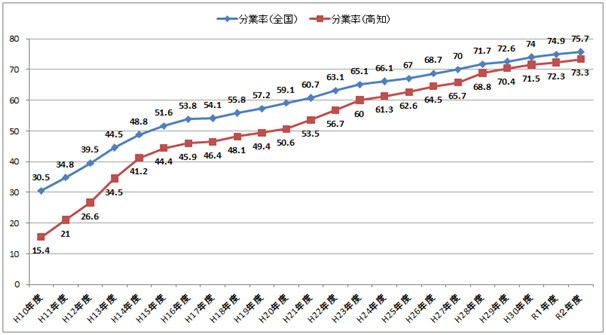 分業率(全国) 分業率(高知)
80
70
60
50
40
30
20
10
0
30.5 34.8 39.5 44.5 48.8 51.6 53.8 54.1 55.8 57.2 59.1 60.7 63.1 65.1 66.1 67 68.7 70 71.7 72.6 74 74.9 75.7
15.4 21 26.6 34.5 41.2 44.4 45.9 46.4 48.1 49.4 50.6 53.5 56.7 60 61.3 62.6 64.5 65.7 68.8 70.4 71.5 72.3 73.3
H10年度 H11年度 H12年度 H13年度 H14年度 H15年度 H16年度 H17年度 H18年度 H19年度 H20年度 H21年度 H22年度 H23年度 H24年度 H25年度 H26年度 H27年度 H28年度 H29年度 H30年度 R1年度 R2年度